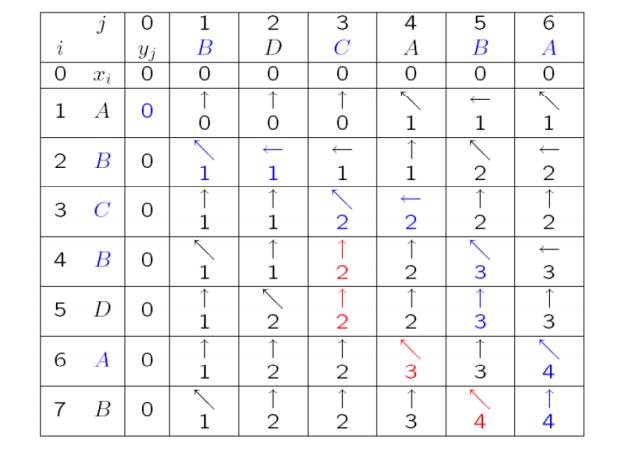 j 0 1 2 3 4 5 6
i y_j B D C A B A
0 x_i 0 0 0 0 0 0 0
↑ ↑ ↑ ↖ ← ↖
1 A 0 0 0 0 1 1 1
↖ ← ← ↑ ↖ ←
2 B 0 1 1 1 1 2 2
↑ ↑ ↖ ← ↑ ↑
3 C 0 1 1 2 2 2 2
↖ ↑ ↑ ↑ ↖ ←
4 B 0 1 1 2 2 3 3
↑ ↖ ↑ ↑ ↑ ↑
5 D 0 1 2 2 2 3 3
↑ ↑ ↑ ↖ ↑ ↖
6 A 0 1 2 2 3 3 4
↖ ↑ ↑ ↑ ↖ ↑
7 B 0 1 2 2 3 4 4